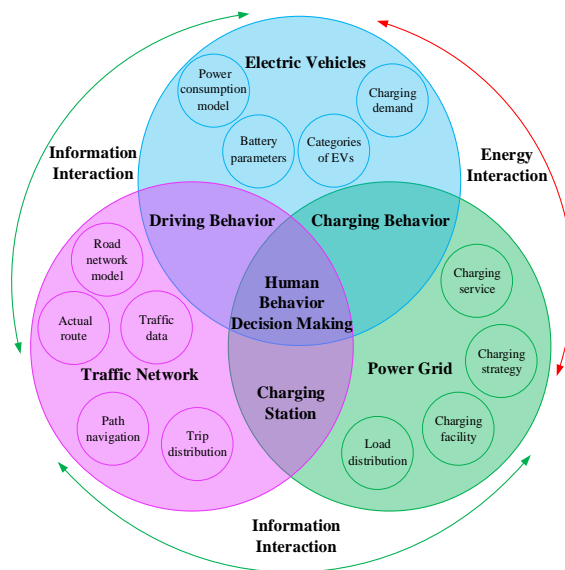 Electric Vehicles
Power
consumption
model
Charging
demand
Battery
parameters
Categories
of EVs
Information
Interaction
Energy
Interaction
Driving Behavior
Charging Behavior
Road
network
model
Actual
route
Traffic
data
Human
Behavior
Decision Making
Charging
service
Charging
strategy
Traffic Network
Power Grid
Charging
Station
Path
navigation
Trip
distribution
Load
distribution
Charging
facility
Information
Interaction